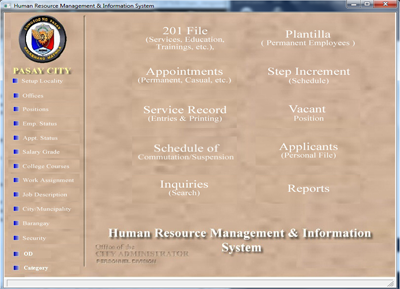 Human Resource Management & Information System
PASAY CITY
Setup Locality
Offices
Positions
Emp. Status
Appt. Status
Salary Grade
College Courses
Work Assignment
Job Description
City/Municipality
Barangay
Security
OD
Category
201 File
(Services, Education,
Trainings, etc.),
Plantilla
( Permanent Employees )
Appointments
(Permanent, Casual, etc.)
Step Increment
(Schedule)
Service Record
(Entries & Printing)
Vacant
Position
Schedule of
Commutation/Suspension
Applicants
(Personal File)
Inquiries
(Search)
Reports
Human Resource Management & Information
System
Office of the
CITY ADMINISTRATOR
PERSONNEL DIVISION